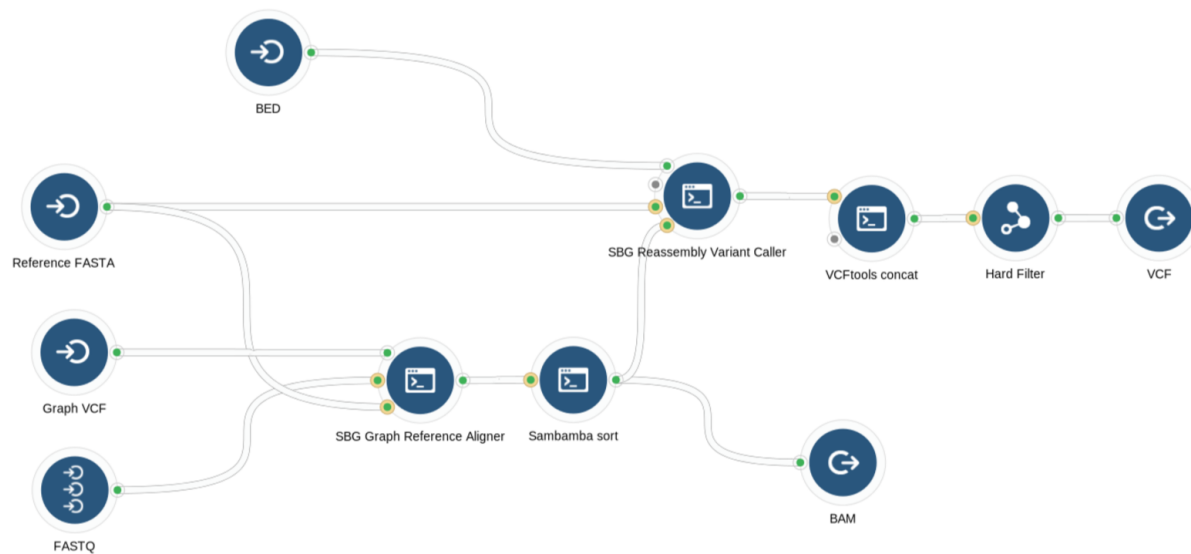 BED
Reference FASTA
SBG Reassembly Variant Caller
VCFtools concat
Hard Filter
VCF
Graph VCF
SBG Graph Reference Aligner
Sambamba sort
BAM
FASTQ